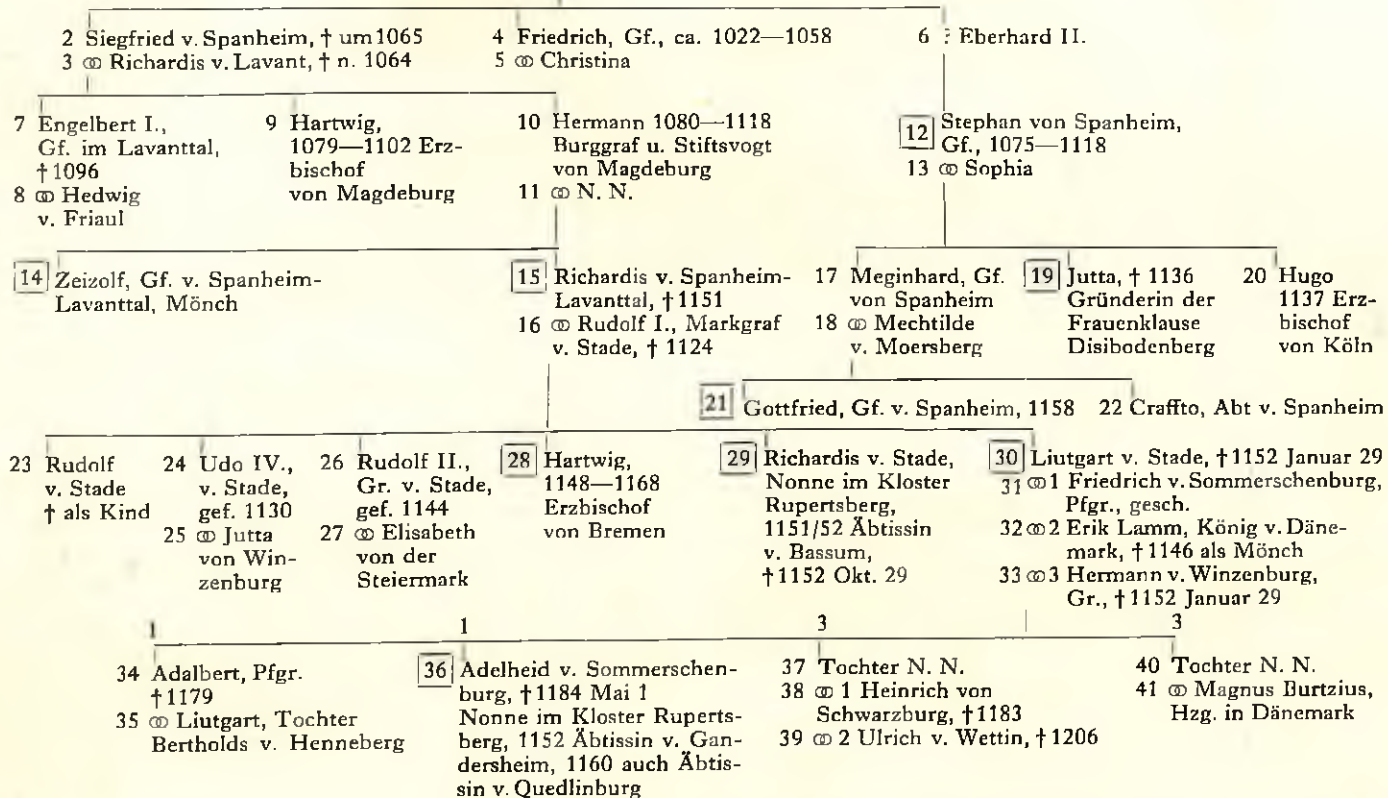 2 Siegfried v. Spanheim, † um 1065
3 ⚭ Richardis v. Lavant, † n. 1064
4 Friedrich, Gf., ca. 1022—1058
5 ⚭ Christina
6 : Eberhard II.
7 Engelbert I.,
Gf. im Lavanttal,
† 1096
8 ⚭ Hedwig
v. Friaul
9 Hartwig,
1079—1102 Erz-
bischof
von Magdeburg
10 Hermann 1080—1118
Burggraf u. Stiftsvogt
von Magdeburg
11 ⚭ N. N.
12 Stephan von Spanheim,
Gf., 1075—1118
13 ⚭ Sophia
14 Zeizolf, Gf. v. Spanheim-
Lavanttal, Mönch
15 Richardis v. Spanheim-
Lavanttal, † 1151
16 ⚭ Rudolf I., Markgraf
v. Stade, † 1124
17 Meginhard, Gf.
von Spanheim
18 ⚭ Mechtilde
v. Moersberg
19 Jutta, † 1136
Gründerin der
Frauenklause
Disibodenberg
20 Hugo
1137 Erz-
bischof
von Köln
21 Gottfried, Gf. v. Spanheim, 1158
22 Craffto, Abt v. Spanheim
23 Rudolf
v. Stade
† als Kind
24 Udo IV.,
v. Stade,
gef. 1130
25 ⚭ Jutta
von Win-
zenburg
26 Rudolf II.,
Gr. v. Stade,
gef. 1144
27 ⚭ Elisabeth
von der
Steiermark
28 Hartwig,
1148—1168
Erzbischof
von Bremen
29 Richardis v. Stade,
Nonne im Kloster
Rupertsberg,
1151/52 Äbtissin
v. Bassum,
† 1152 Okt. 29
30 Liutgart v. Stade, † 1152 Januar 29
31 ⚭ 1 Friedrich v. Sommerschenburg,
Pfgr., gesch.
32 ⚭ 2 Erik Lamm, König v. Däne-
mark, † 1146 als Mönch
33 ⚭ 3 Hermann v. Winzenburg,
Gr., † 1152 Januar 29
1 1 3 3
34 Adalbert, Pfgr.
† 1179
35 ⚭ Liutgart, Tochter
Bertholds v. Henneberg
36 Adelheid v. Sommerschen-
burg, † 1184 Mai 1
Nonne im Kloster Ruperts-
berg, 1152 Äbtissin v. Gan-
dersheim, 1160 auch Äbtis-
sin v. Quedlinburg
37 Tochter N. N.
38 ⚭ 1 Heinrich von
Schwarzburg, † 1183
39 ⚭ 2 Ulrich v. Wettin, † 1206
40 Tochter N. N.
41 ⚭ Magnus Burtzius,
Hzg. in Dänemark